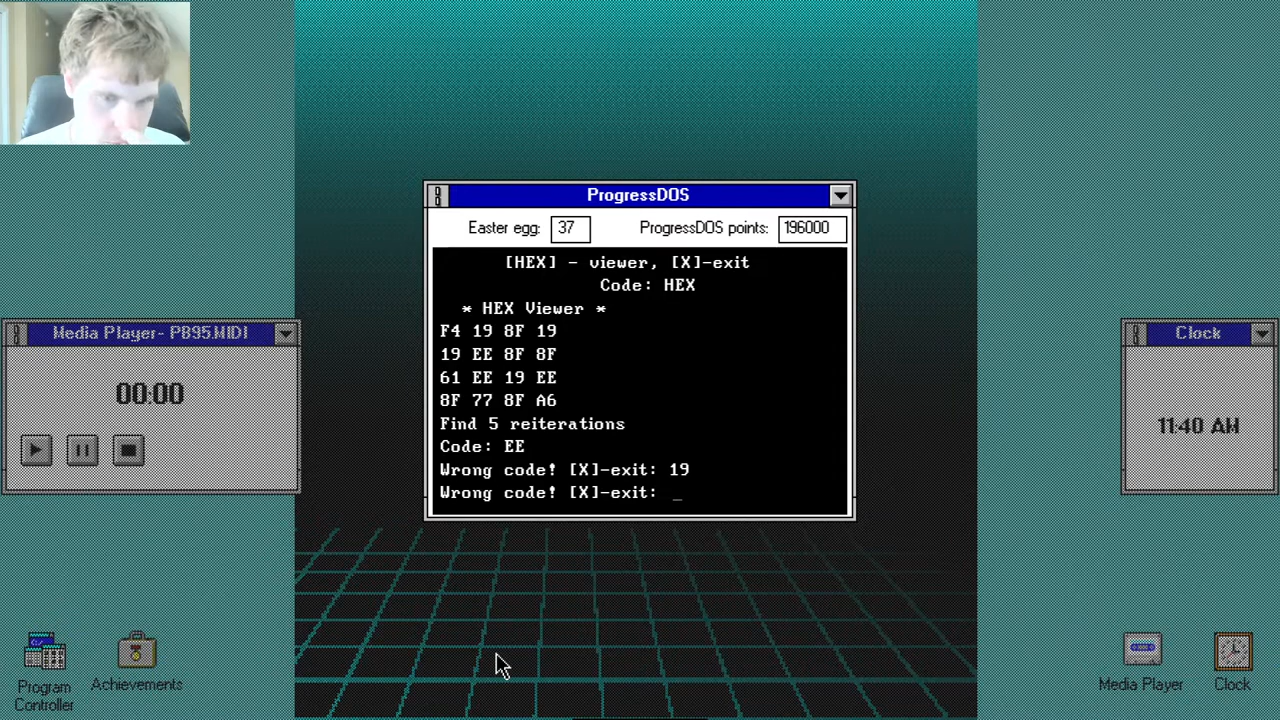 ProgressDOS
Easter egg: 37 ProgressDOS points: 196000
[HEX] - viewer, [X]-exit
Code: HEX
* HEX Viewer *
F4 19 8F 19
19 EE 8F 8F
61 EE 19 EE
8F 77 8F A6
Find 5 reiterations
Code: EE
Wrong code! [X]-exit: 19
Wrong code! [X]-exit: _
Media Player- PB95.MIDI
00:00
Clock
11:40 AM
Program
Controller
Achievements
Media Player
Clock